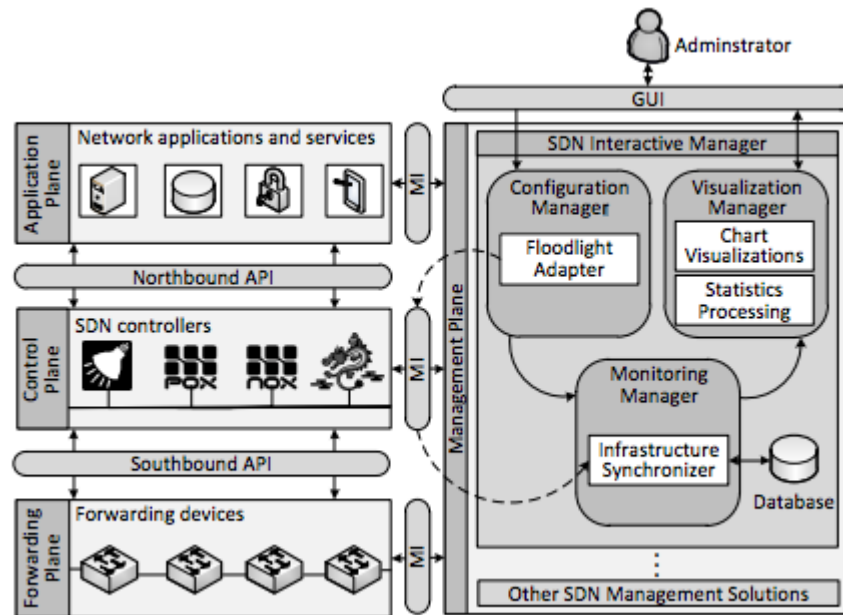 Adminstrator
GUI
Application
Plane
Network applications and services
MI
Northbound API
Control
Plane
SDN controllers
POX
NOX
MI
Southbound API
Forwarding
Plane
Forwarding devices
MI
Management Plane
SDN Interactive Manager
Configuration
Manager
Floodlight
Adapter
Visualization
Manager
Chart
Visualizations
Statistics
Processing
Monitoring
Manager
Infrastructure
Synchronizer
Database
Other SDN Management Solutions